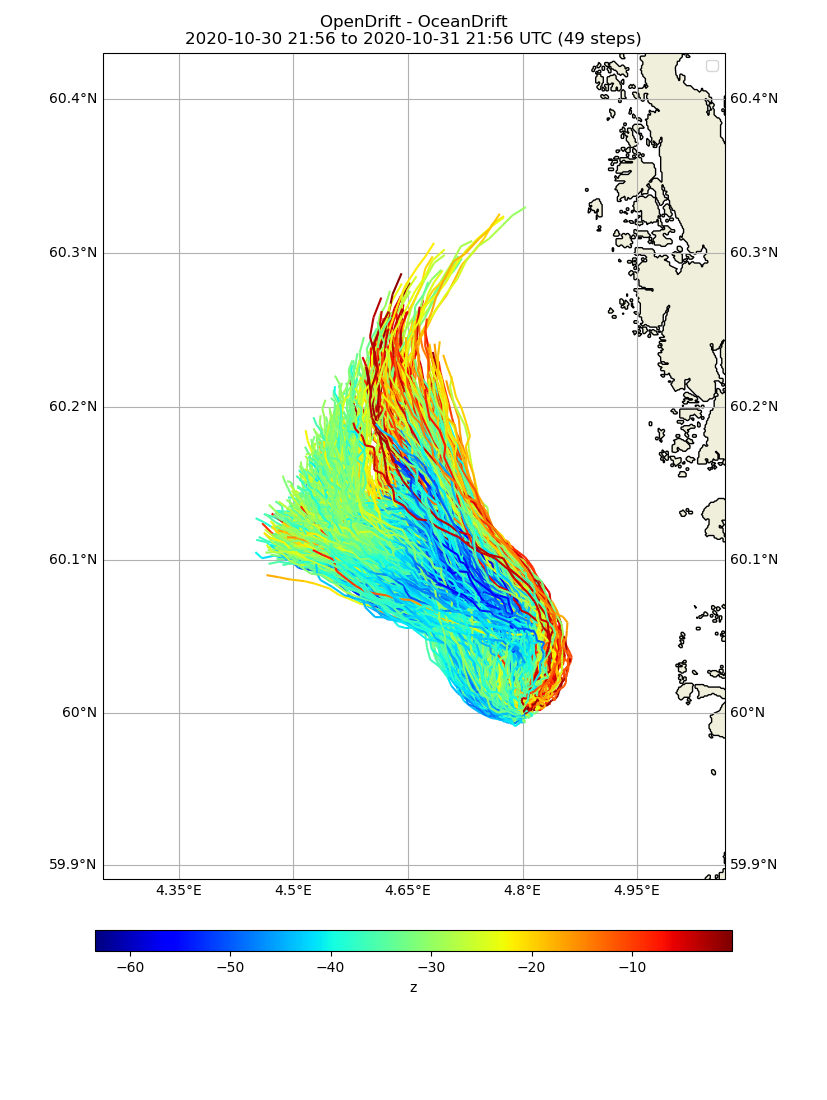 OpenDrift - OceanDrift
2020-10-30 21:56 to 2020-10-31 21:56 UTC (49 steps)
60.4°N 60.4°N
60.3°N 60.3°N
60.2°N 60.2°N
60.1°N 60.1°N
60°N 60°N
59.9°N 59.9°N
4.35°E 4.5°E 4.65°E 4.8°E 4.95°E
−60 −50 −40 −30 −20 −10
z